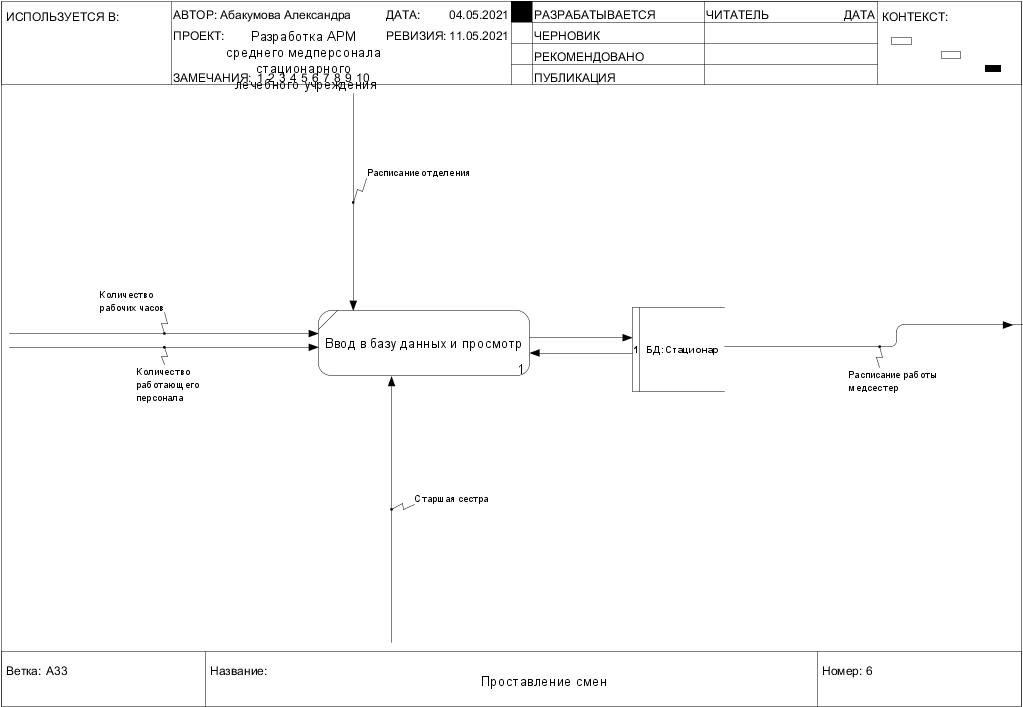 ИСПОЛЬЗУЕТСЯ В:
АВТОР: Абакумова Александра
ДАТА: 04.05.2021
ПРОЕКТ: Разработка АРМ
среднего медперсонала
стационарного
лечебного учреждения
РЕВИЗИЯ: 11.05.2021
ЗАМЕЧАНИЯ: 1 2 3 4 5 6 7 8 9 10
РАЗРАБАТЫВАЕТСЯ
ЧЕРНОВИК
РЕКОМЕНДОВАНО
ПУБЛИКАЦИЯ
ЧИТАТЕЛЬ ДАТА
КОНТЕКСТ:
Расписание отделения
Количество
рабочих часов
Количество
работающего
персонала
Ввод в базу данных и просмотр
1
1 БД: Стационар
Расписание работы
медсестер
Старшая сестра
Ветка: A33
Название:
Проставление смен
Номер: 6